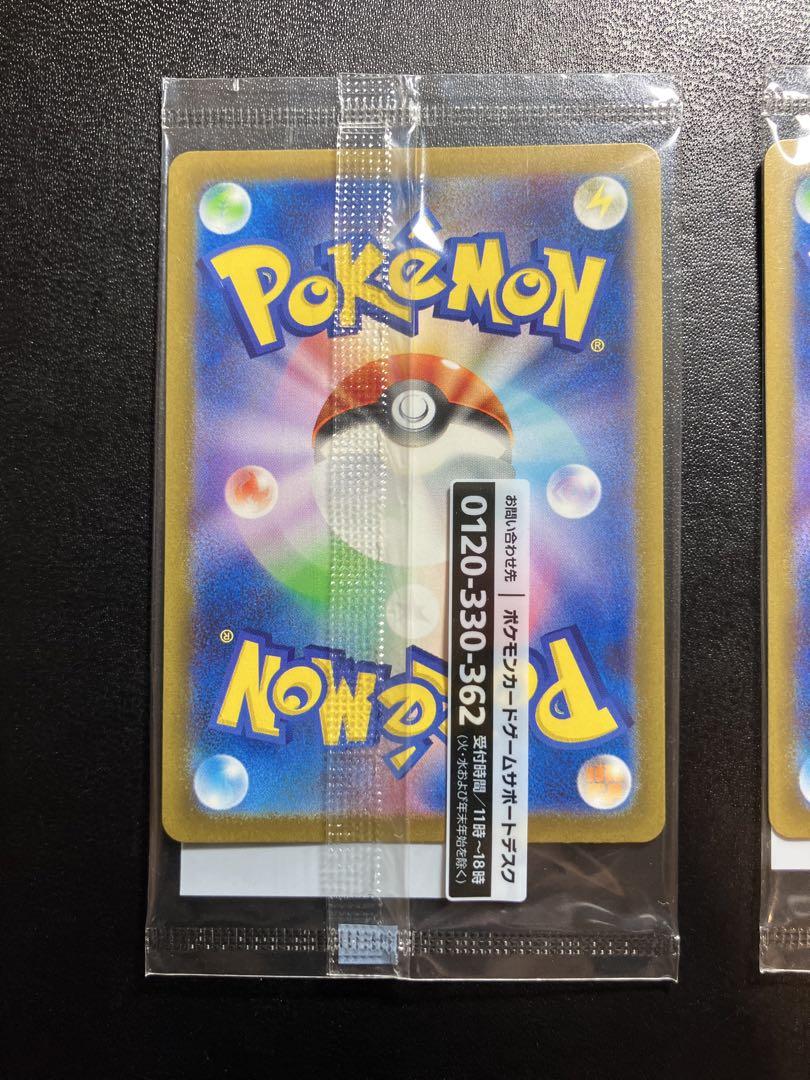 POKéMON
®
お問い合わせ先 | ポケモンカードゲームサポートデスク
0120-330-362 受付時間/11時~18時
(火・水および年末年始を除く)
POKéMON
®